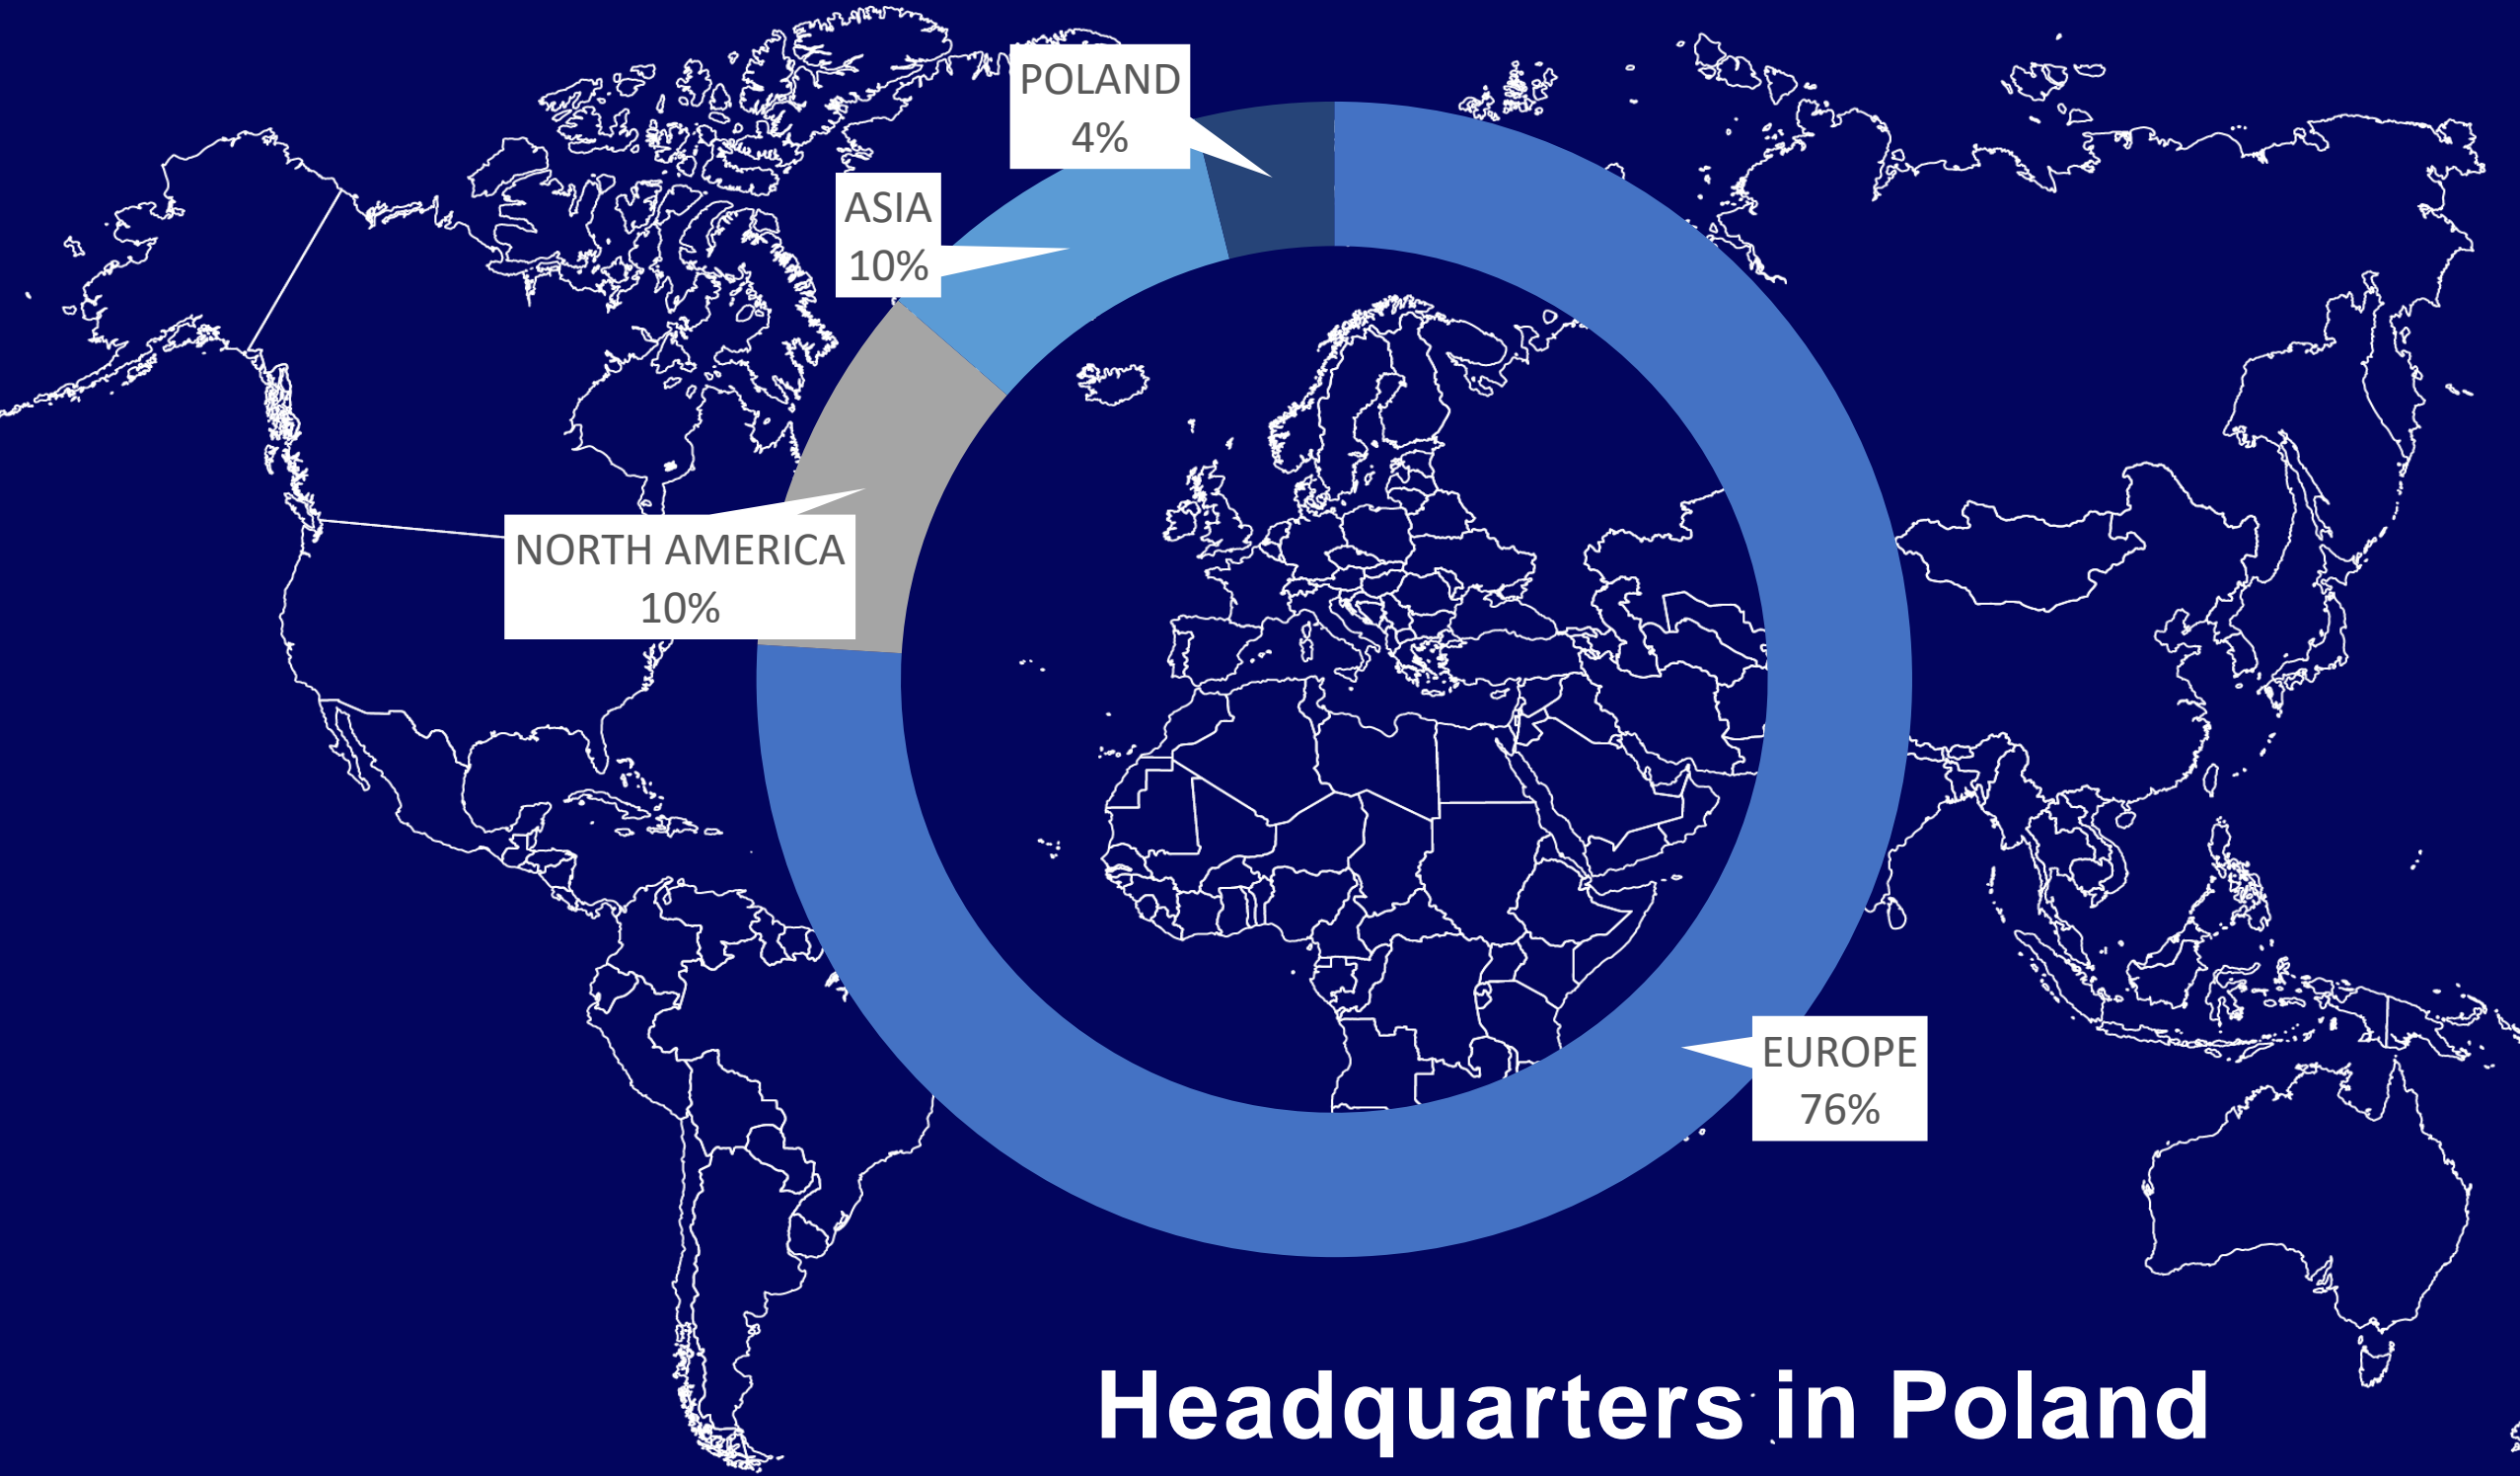 POLAND
4%
ASIA
10%
NORTH AMERICA
10%
EUROPE
76%
Headquarters in Poland